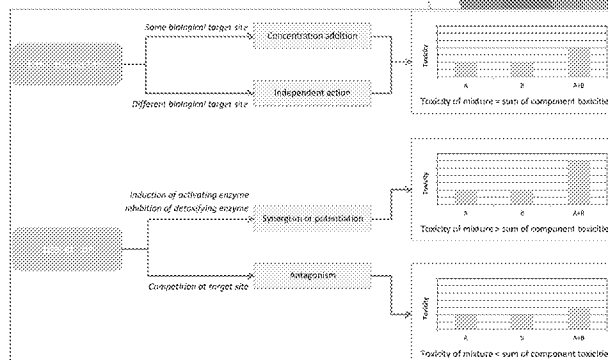 Same biological target site
Concentration addition
Independent action
Different biological target site
Toxicity
A
B
A+B
Toxicity of mixture = sum of component toxicities
Induction of activating enzyme
Inhibition of detoxifying enzyme
Synergism or potentiation
Toxicity
A
B
A+B
Toxicity of mixture > sum of component toxicities
Competition at target site
Antagonism
Toxicity
A
B
A+B
Toxicity of mixture < sum of component toxicities